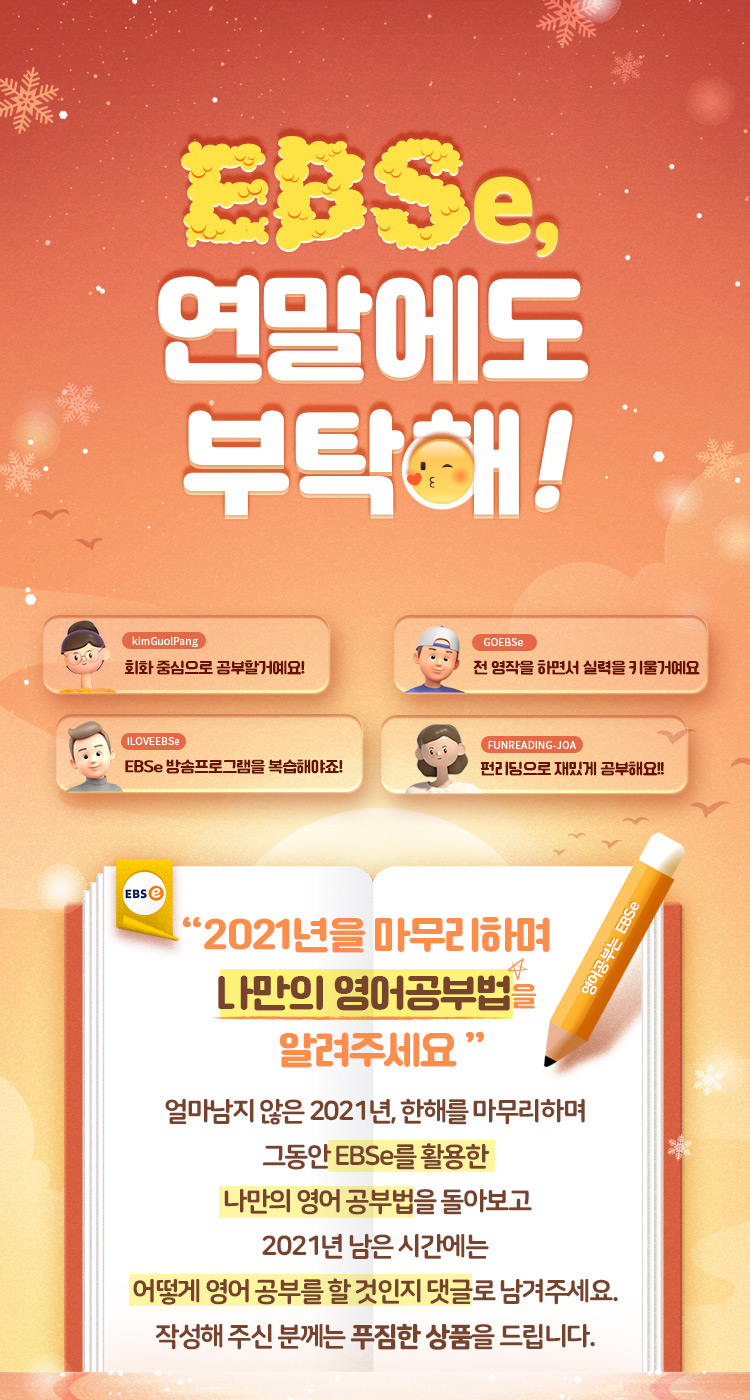 EBSe,
연말에도
부탁해!
kimGuolPang
회화 중심으로 공부할거예요!
GOEBSe
전 영작을 하면서 실력을 키울거예요
ILOVEEBSe
EBSe 방송프로그램을 복습해야죠!
FUNREADING-JOA
펀리딩으로 재밌게 공부해요!!
EBS e
영어공부는 EBSe
“2021년을 마무리하며
나만의 영어공부법을
알려주세요”
얼마남지 않은 2021년, 한해를 마무리하며
그동안 EBSe를 활용한
나만의 영어 공부법을 돌아보고
2021년 남은 시간에는
어떻게 영어 공부를 할 것인지 댓글로 남겨주세요.
작성해 주신 분께는 푸짐한 상품을 드립니다.